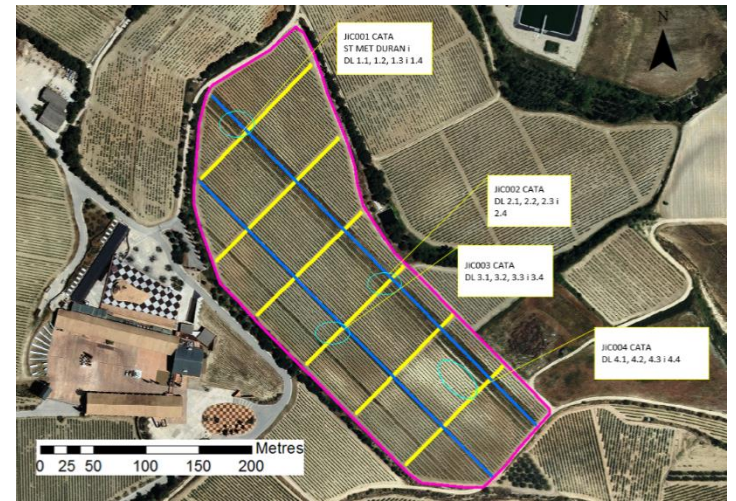 N
JIC001 CATA
ST MET DURAN i
DL 1.1, 1.2, 1.3 i 1.4
JIC002 CATA
DL 2.1, 2.2, 2.3 i
2.4
JIC003 CATA
DL 3.1, 3.2, 3.3 i 3.4
JIC004 CATA
DL 4.1, 4.2, 4.3 i 4.4
Metres
0 25 50 100 150 200